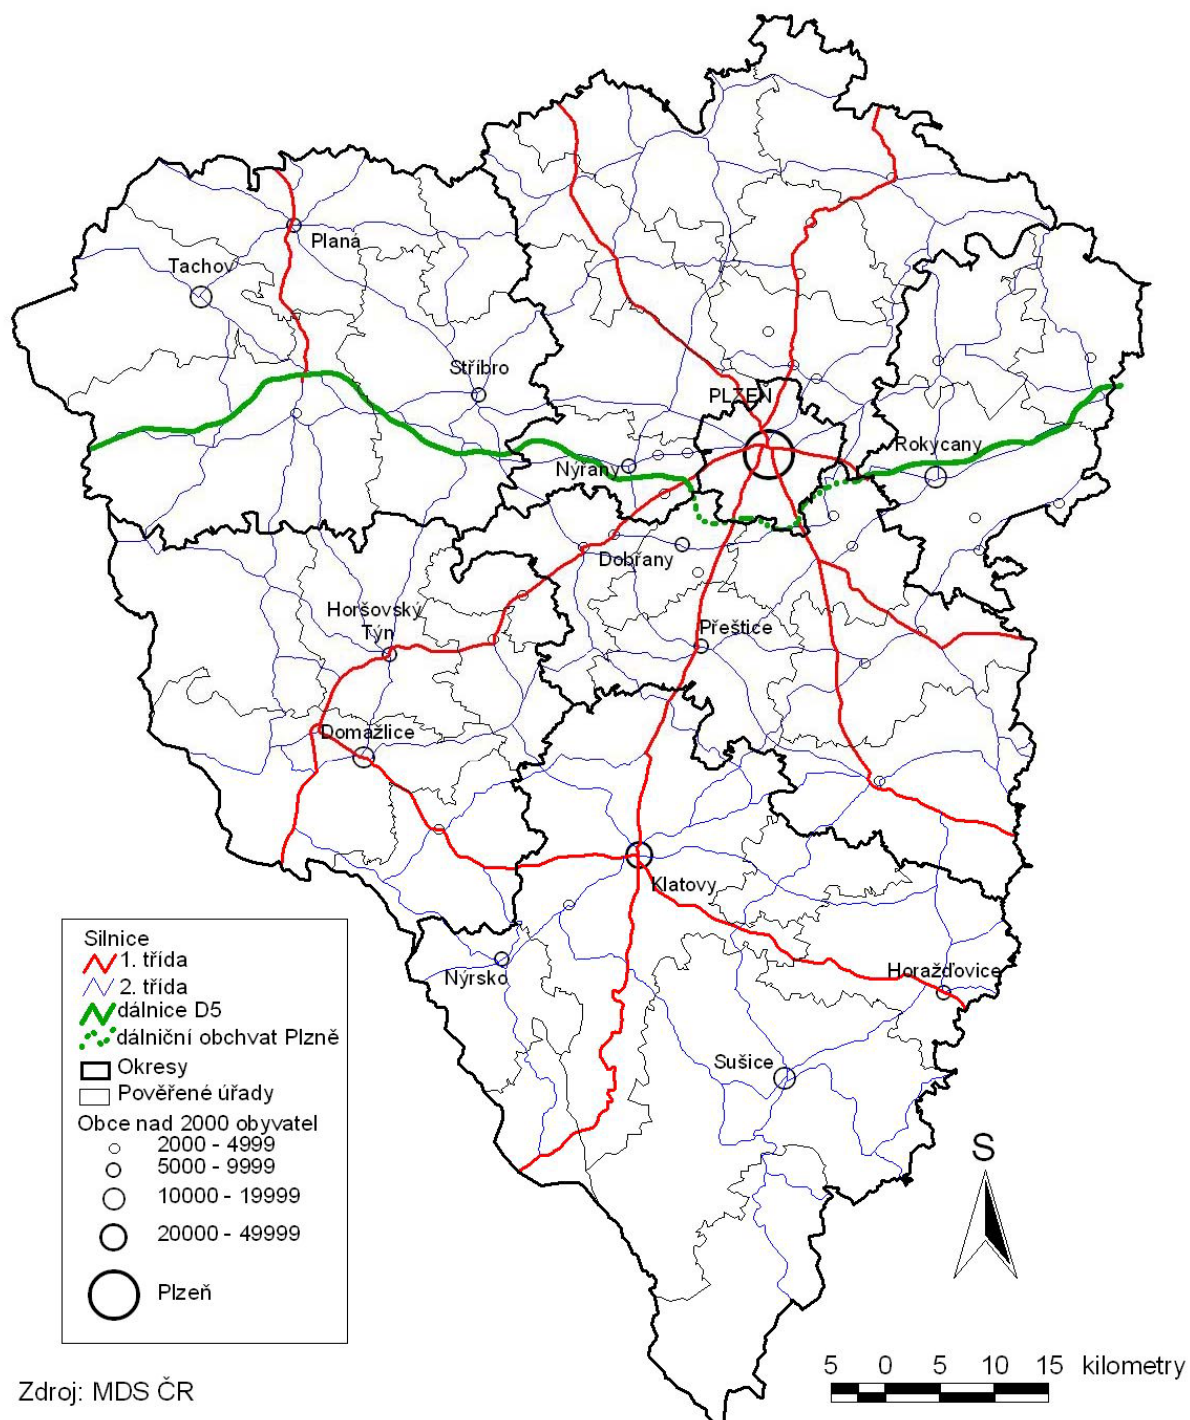 Planá
Tachov
Stříbro
PLZEŇ
Rokycany
Nýrany
Dobřany
Horšovský
Týn
Přeštice
Domažlice
Klatovy
Nýrsko
Horažďovice
Sušice
Silnice
1. třída
2. třída
dálnice D5
dálniční obchvat Plzně
Okresy
Pověřené úřady
Obce nad 2000 obyvatel
2000 - 4999
5000 - 9999
10000 - 19999
20000 - 49999
Plzeň
S
5 0 5 10 15 kilometry
Zdroj: MDS ČR